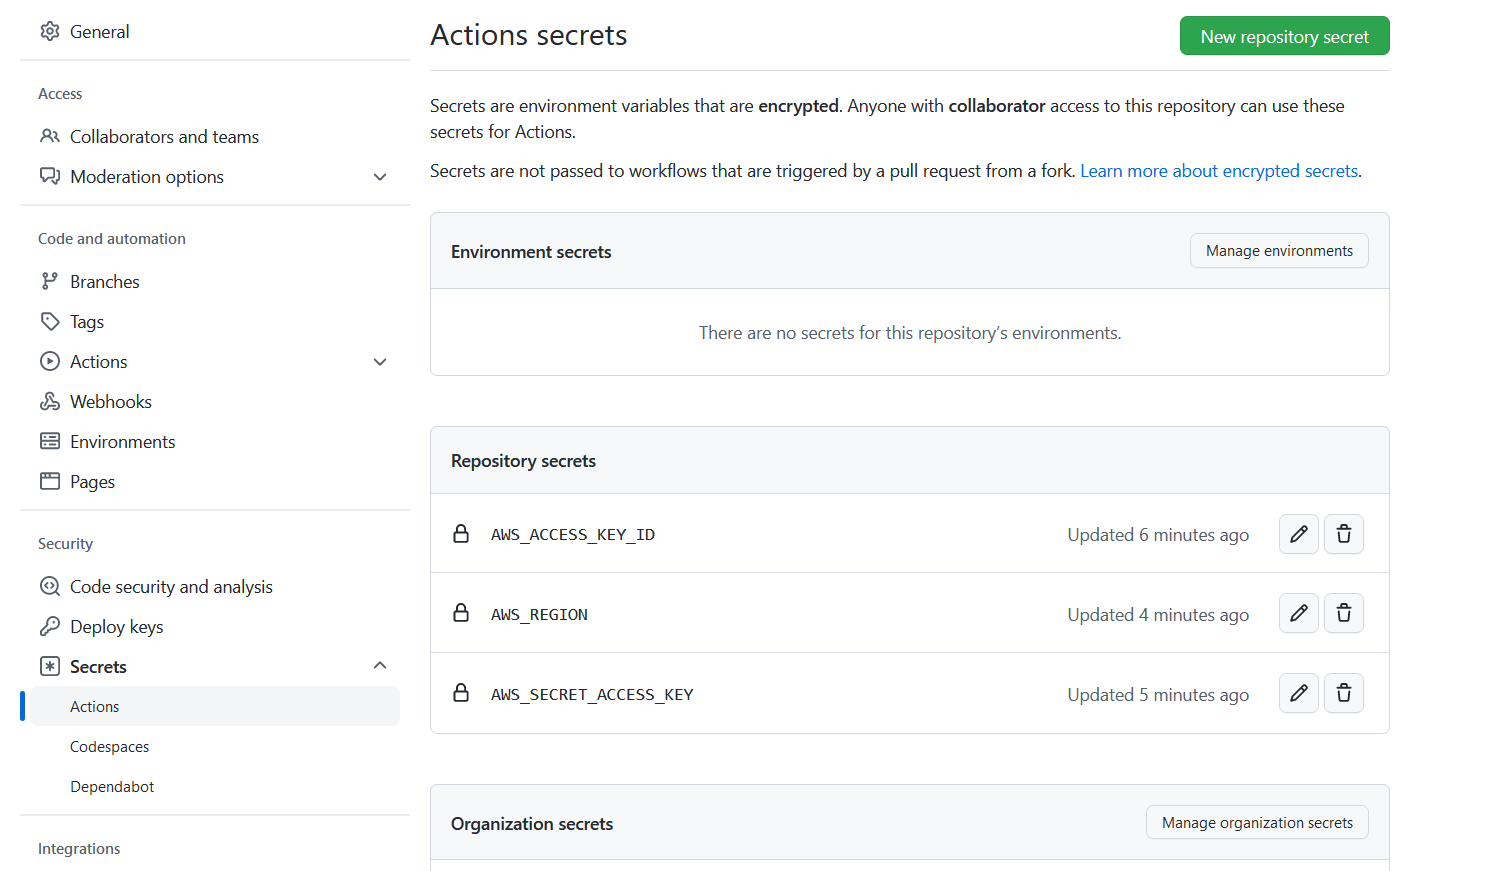 General
Access
Collaborators and teams
Moderation options
Code and automation
Branches
Tags
Actions
Webhooks
Environments
Pages
Security
Code security and analysis
Deploy keys
Secrets
Actions
Codespaces
Dependabot
Integrations
Actions secrets
New repository secret
Secrets are environment variables that are encrypted. Anyone with collaborator access to this repository can use these
secrets for Actions.
Secrets are not passed to workflows that are triggered by a pull request from a fork. Learn more about encrypted secrets.
Environment secrets
Manage environments
There are no secrets for this repository’s environments.
Repository secrets
AWS_ACCESS_KEY_ID Updated 6 minutes ago
AWS_REGION Updated 4 minutes ago
AWS_SECRET_ACCESS_KEY Updated 5 minutes ago
Organization secrets
Manage organization secrets